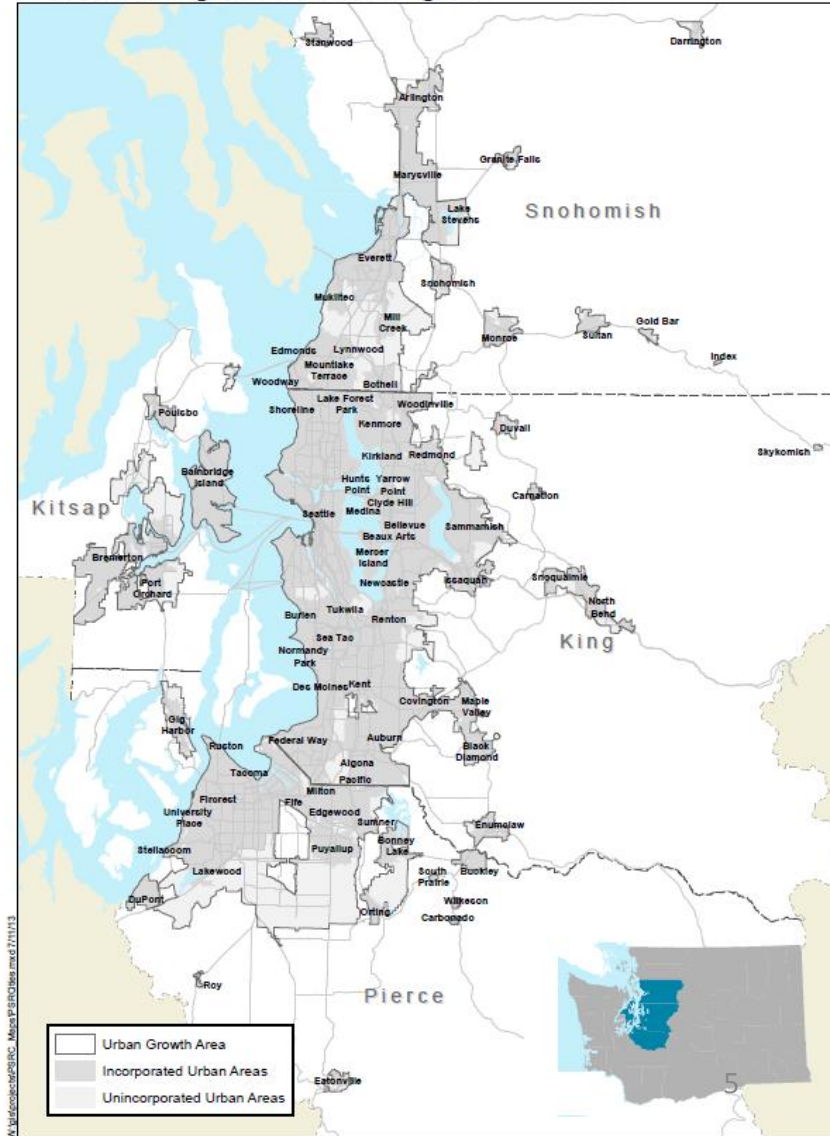 Stanwood
Darrington
Arlington
Granite Falls
Marysville
Lake
Stevens
Snohomish
Everett
Snohomish
Mukilteo
Mill
Creek
Monroe
Sultan
Gold Bar
Index
Edmonds
Lynnwood
Mountlake
Terrace
Woodway
Bothell
Lake Forest
Park
Woodinville
Shoreline
Kenmore
Poulsbo
Duvall
Skykomish
Kirkland
Redmond
Bainbridge
Island
Hunts
Point
Yarrow
Point
Carnation
Kitsap
Clyde Hill
Seattle
Medina
Bellevue
Sammamish
Beaux Arts
Bremerton
Mercer
Island
Port
Orchard
Newcastle
Issaquah
Snoqualmie
North
Bend
Burien
Tukwila
Renton
King
Sea Tac
Normandy
Park
Des Moines
Kent
Covington
Maple
Valley
Gig
Harbor
Ruston
Federal Way
Auburn
Black
Diamond
Tacoma
Algona
Pacific
Milton
Fircrest
Fife
University
Place
Edgewood
Sumner
Enumclaw
Steilacoom
Puyallup
Bonney
Lake
Lakewood
South
Prairie
Buckley
DuPont
Orting
Wilkeson
Carbonado
Roy
Pierce
Eatonville
Urban Growth Area
Incorporated Urban Areas
Unincorporated Urban Areas
5